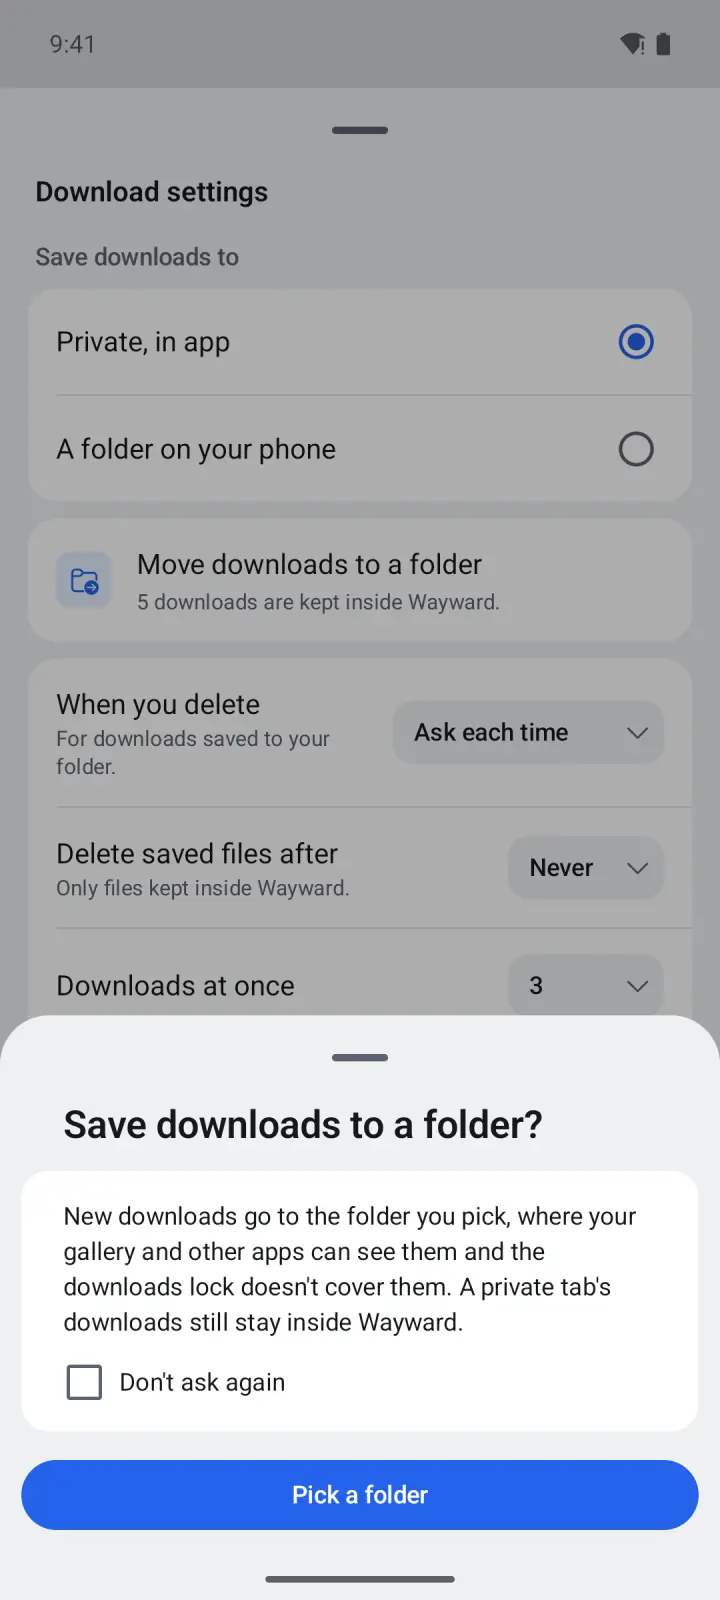 9:41
Download settings
Save downloads to
Private, in app
A folder on your phone
Move downloads to a folder
5 downloads are kept inside Wayward.
When you delete
For downloads saved to your
folder.
Ask each time
Delete saved files after
Only files kept inside Wayward.
Never
Downloads at once
3
Save downloads to a folder?
New downloads go to the folder you pick, where your
gallery and other apps can see them and the
downloads lock doesn't cover them. A private tab's
downloads still stay inside Wayward.
Don't ask again
Pick a folder